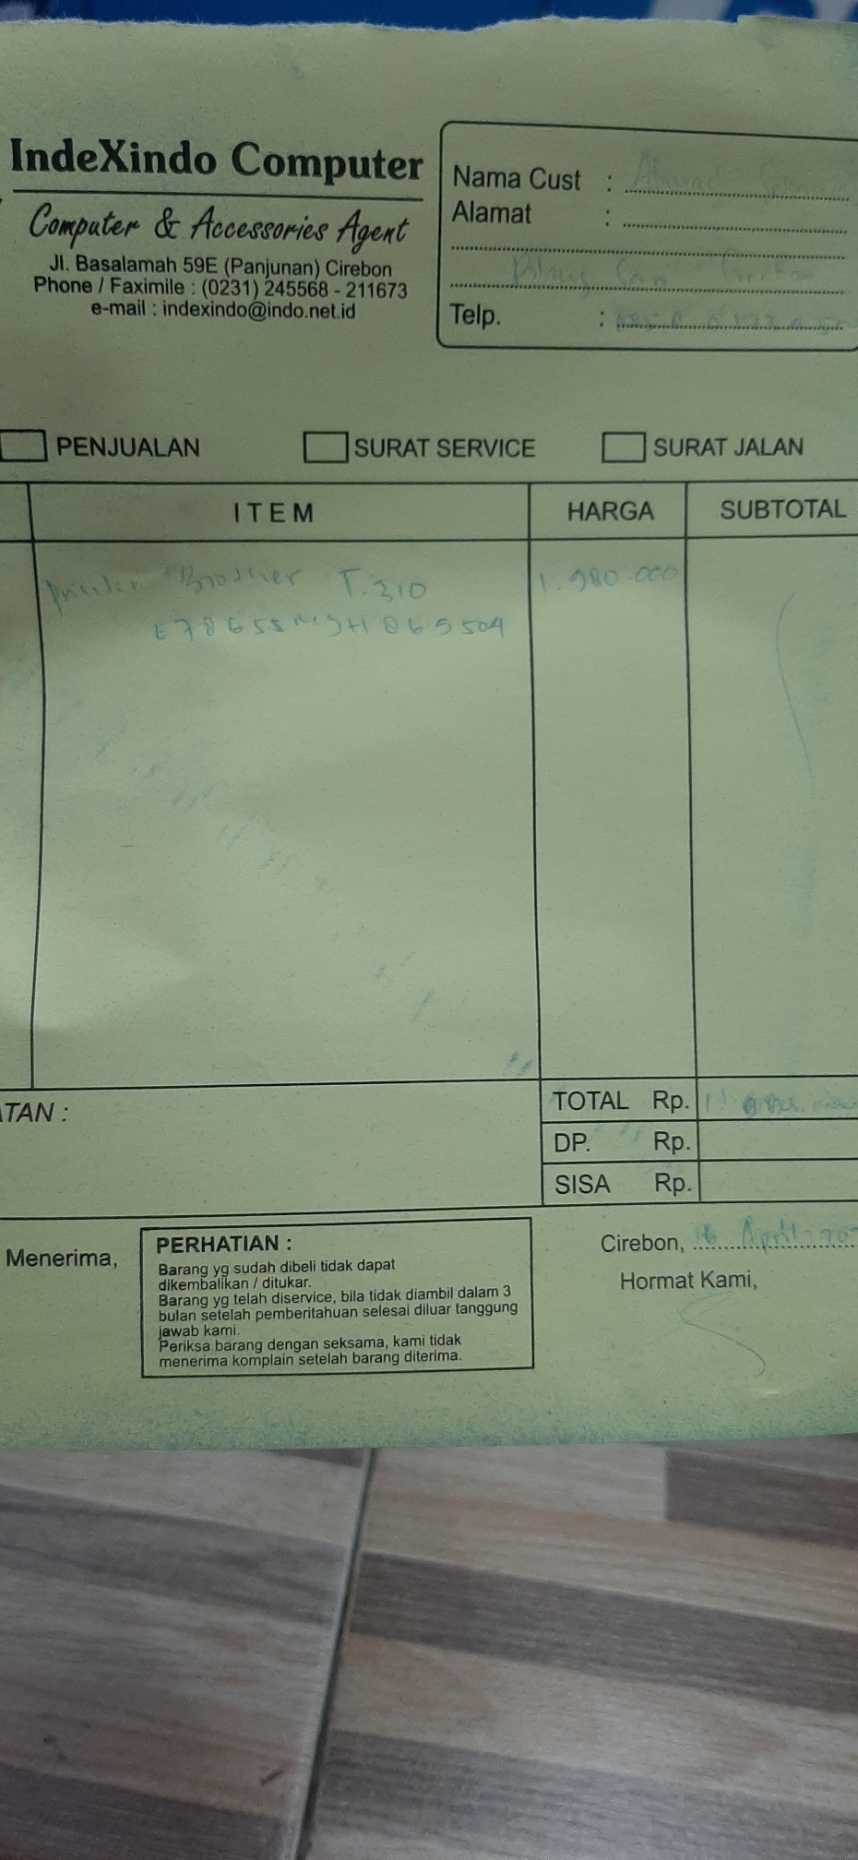 IndeXindo Computer
Computer & Accessories Agent
Jl. Basalamah 59E (Panjunan) Cirebon
Phone / Faximile : (0231) 245568 - 211673
e-mail : indexindo@indo.net.id
Nama Cust :
Alamat :
Telp. :
PENJUALAN SURAT SERVICE SURAT JALAN
ITEM HARGA SUBTOTAL
Brother T.310 1.980.000
TOTAL Rp.
DP. Rp.
SISA Rp.
ATAN :
Menerima,
PERHATIAN :
Barang yg sudah dibeli tidak dapat
dikembalikan / ditukar.
Barang yg telah diservice, bila tidak diambil dalam 3
bulan setelah pemberitahuan selesai diluar tanggung
jawab kami.
Periksa barang dengan seksama, kami tidak
menerima komplain setelah barang diterima.
Cirebon, 16 April
Hormat Kami,